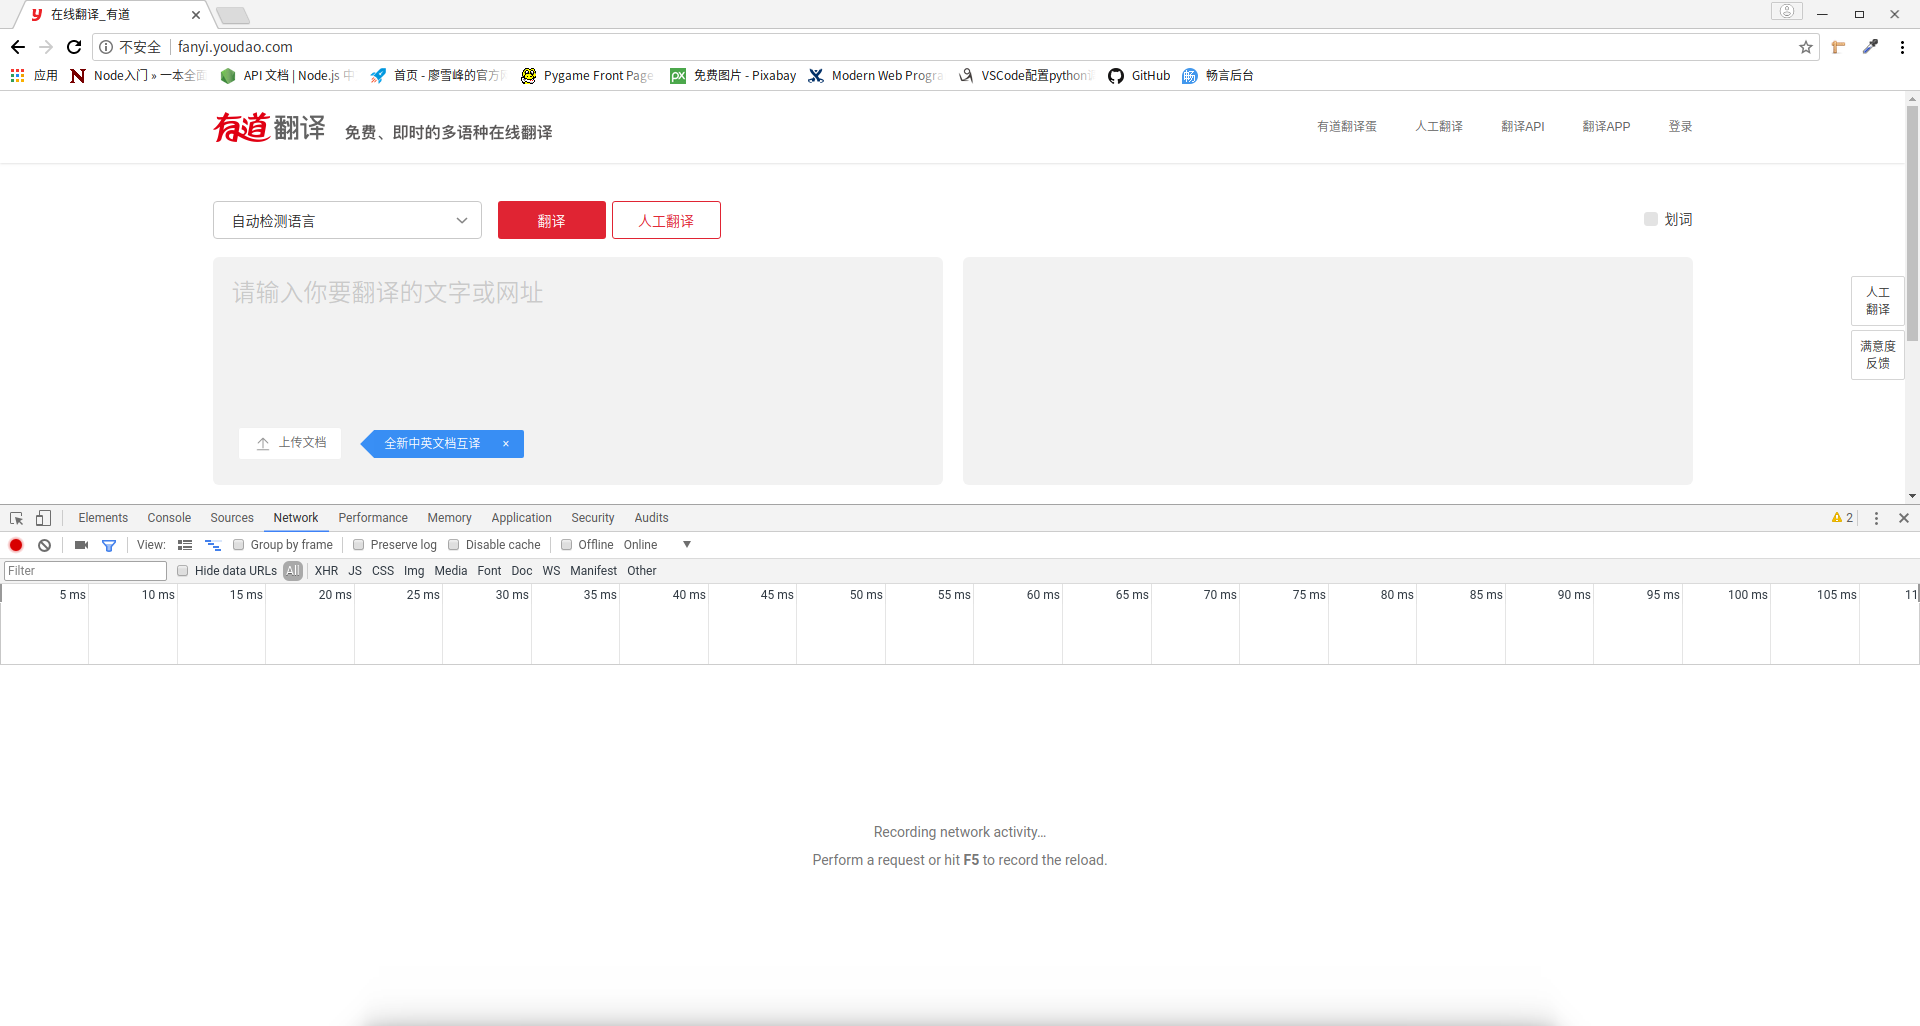 在线翻译_有道
不安全 fanyi.youdao.com
应用 Node入门 » 一本全面 API 文档 | Node.js 中 首页 - 廖雪峰的官方 Pygame Front Page 免费图片 - Pixabay Modern Web Progra VSCode配置python GitHub 畅言后台
有道翻译 免费、即时的多语种在线翻译 有道翻译蛋 人工翻译 翻译API 翻译APP 登录
自动检测语言 翻译 人工翻译 划词
请输入你要翻译的文字或网址
人工
翻译
满意度
反馈
上传文档 全新中英文档互译 ×
Elements Console Sources Network Performance Memory Application Security Audits 2
View: Group by frame Preserve log Disable cache Offline Online
Filter Hide data URLs All XHR JS CSS Img Media Font Doc WS Manifest Other
5 ms 10 ms 15 ms 20 ms 25 ms 30 ms 35 ms 40 ms 45 ms 50 ms 55 ms 60 ms 65 ms 70 ms 75 ms 80 ms 85 ms 90 ms 95 ms 100 ms 105 ms 11
Recording network activity...
Perform a request or hit F5 to record the reload.